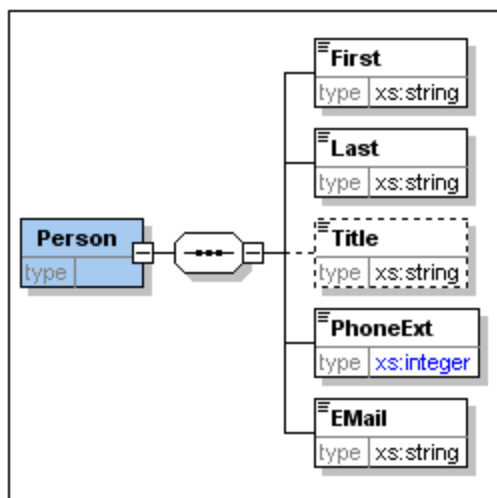 First
type xs:string
Last
type xs:string
Person
type
Title
type xs:string
PhoneExt
type xs:integer
EMail
type xs:string